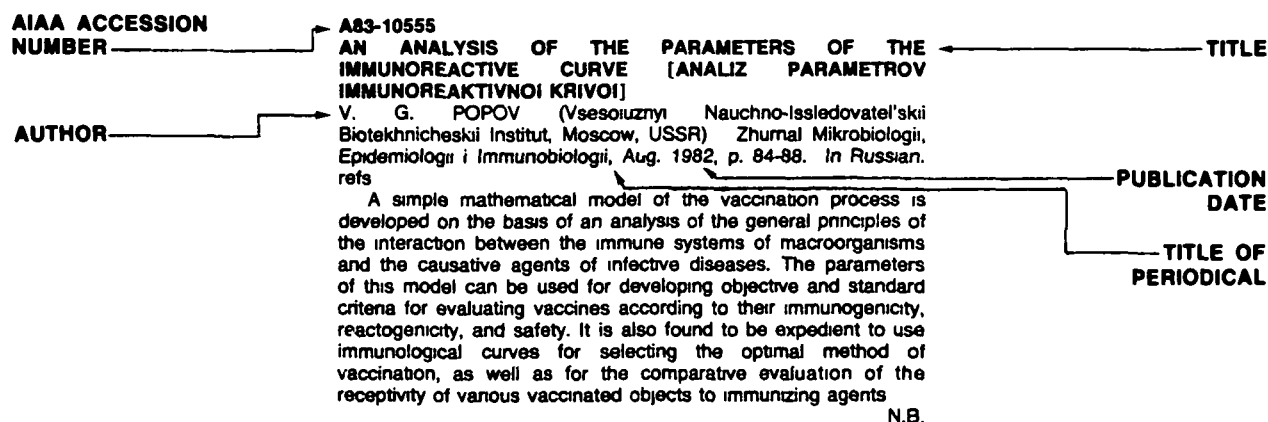 AIAA ACCESSION
NUMBER
A83-10555
AN ANALYSIS OF THE PARAMETERS OF THE
IMMUNOREACTIVE CURVE [ANALIZ PARAMETROV
IMMUNOREAKTIVNOI KRIVOI]
TITLE
AUTHOR
V. G. POPOV (Vsesoiuznyi Nauchno-Issledovatel'skii
Biotekhnicheskii Institut, Moscow, USSR) Zhurnal Mikrobiologii,
Epidemiologii i Immunobiologii, Aug. 1982, p. 84-88. In Russian.
refs
PUBLICATION
DATE
TITLE OF
PERIODICAL
A simple mathematical model of the vaccination process is
developed on the basis of an analysis of the general principles of
the interaction between the immune systems of macroorganisms
and the causative agents of infective diseases. The parameters
of this model can be used for developing objective and standard
criteria for evaluating vaccines according to their immunogenicity,
reactogenicity, and safety. It is also found to be expedient to use
immunological curves for selecting the optimal method of
vaccination, as well as for the comparative evaluation of the
receptivity of various vaccinated objects to immunizing agents
N.B.